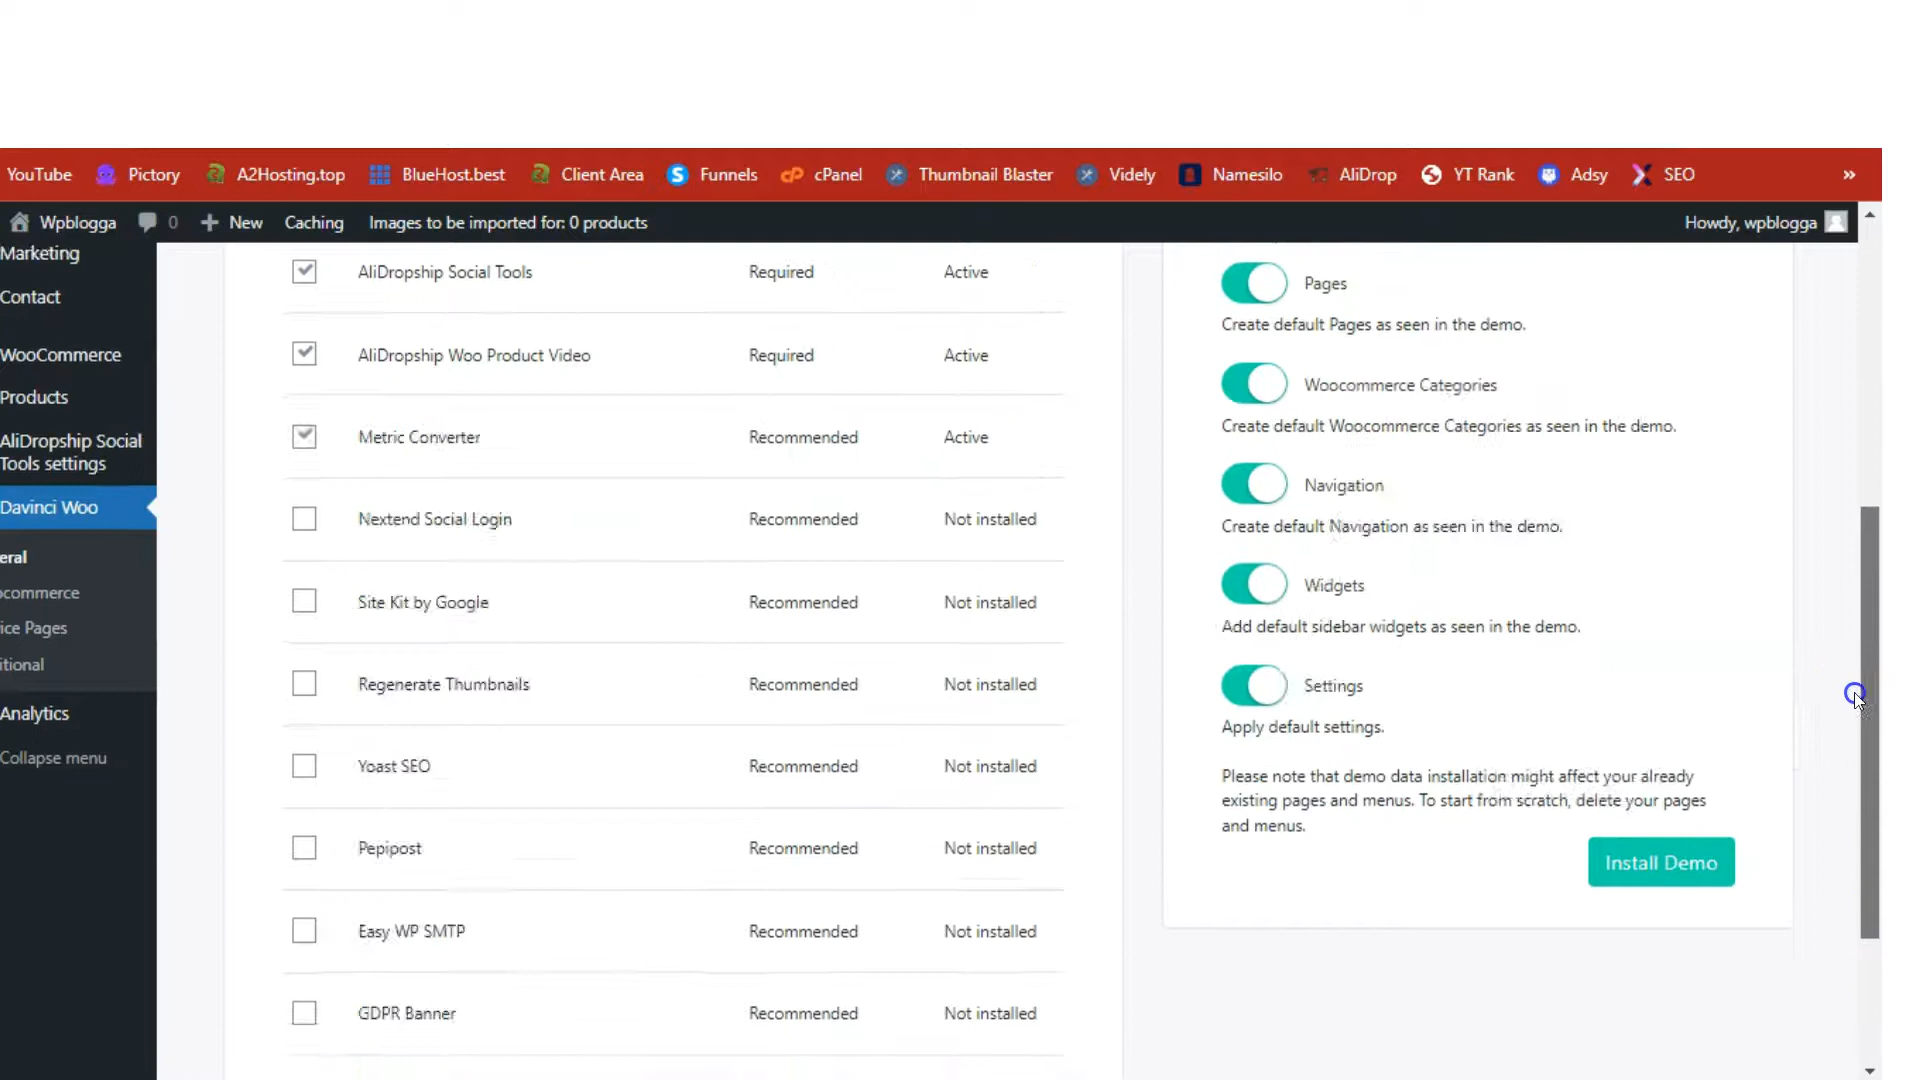 YouTube Pictory A2Hosting.top BlueHost.best Client Area Funnels cPanel Thumbnail Blaster Videly Namesilo AliDrop YT Rank Adsy SEO »
Wpblogga 0 New Caching Images to be imported for: 0 products Howdy, wpblogga
Marketing
Contact
WooCommerce
Products
AliDropship Social
Tools settings
Davinci Woo
eral
ocommerce
ice Pages
itional
Analytics
Collapse menu
AliDropship Social Tools Required Active
AliDropship Woo Product Video Required Active
Metric Converter Recommended Active
Nextend Social Login Recommended Not installed
Site Kit by Google Recommended Not installed
Regenerate Thumbnails Recommended Not installed
Yoast SEO Recommended Not installed
Pepipost Recommended Not installed
Easy WP SMTP Recommended Not installed
GDPR Banner Recommended Not installed
Pages
Create default Pages as seen in the demo.
Woocommerce Categories
Create default Woocommerce Categories as seen in the demo.
Navigation
Create default Navigation as seen in the demo.
Widgets
Add default sidebar widgets as seen in the demo.
Settings
Apply default settings.
Please note that demo data installation might affect your already
existing pages and menus. To start from scratch, delete your pages
and menus.
Install Demo